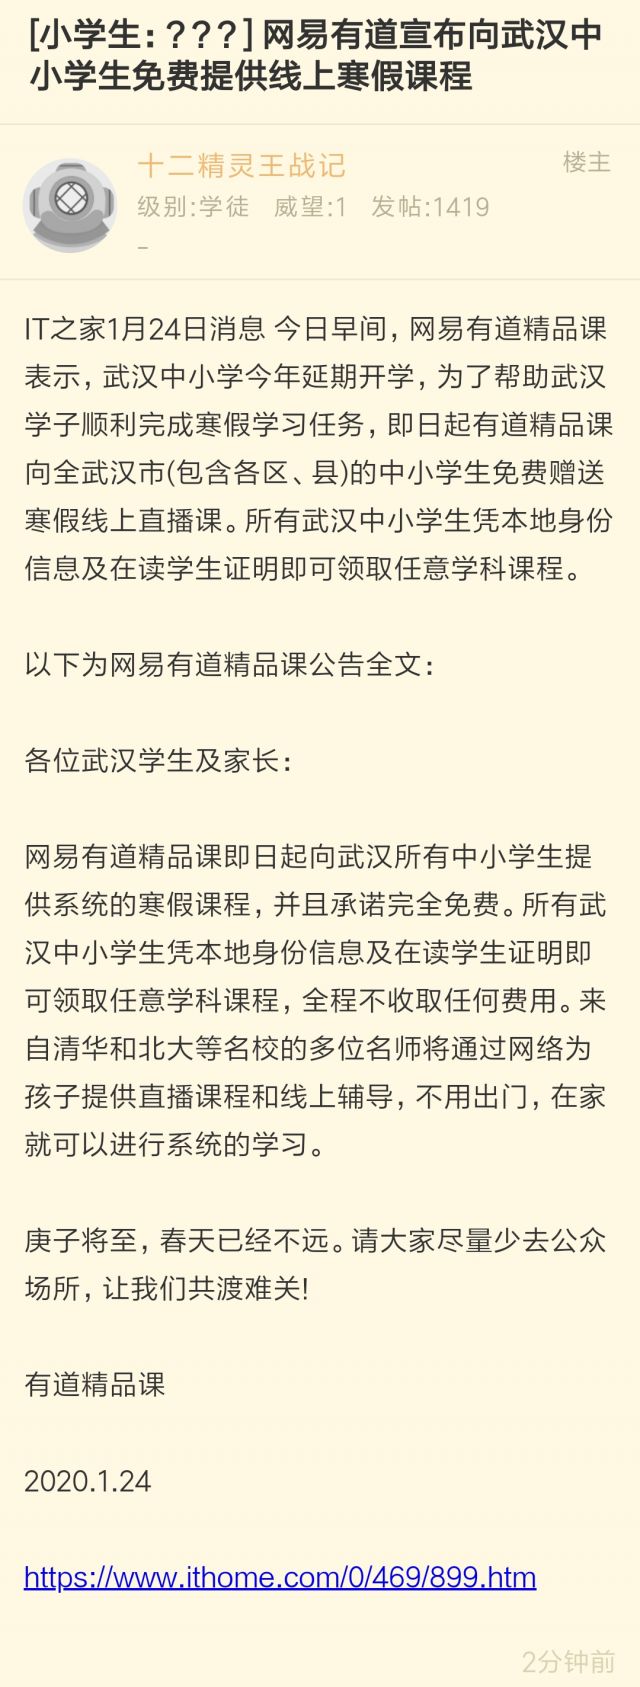 [小学生:???] 网易有道宣布向武汉中
小学生免费提供线上寒假课程
十二精灵王战记
楼主
级别:学徒 威望:1 发帖:1419
–
IT之家1月24日消息 今日早间，网易有道精品课
表示，武汉中小学今年延期开学，为了帮助武汉
学子顺利完成寒假学习任务，即日起有道精品课
向全武汉市(包含各区、县)的中小学生免费赠送
寒假线上直播课。所有武汉中小学生凭本地身份
信息及在读学生证明即可领取任意学科课程。
以下为网易有道精品课公告全文：
各位武汉学生及家长：
网易有道精品课即日起向武汉所有中小学生提
供系统的寒假课程，并且承诺完全免费。所有武
汉中小学生凭本地身份信息及在读学生证明即
可领取任意学科课程，全程不收取任何费用。来
自清华和北大等名校的多位名师将通过网络为
孩子提供直播课程和线上辅导，不用出门，在家
就可以进行系统的学习。
庚子将至，春天已经不远。请大家尽量少去公众
场所，让我们共渡难关!
有道精品课
2020.1.24
https://www.ithome.com/0/469/899.htm
2分钟前